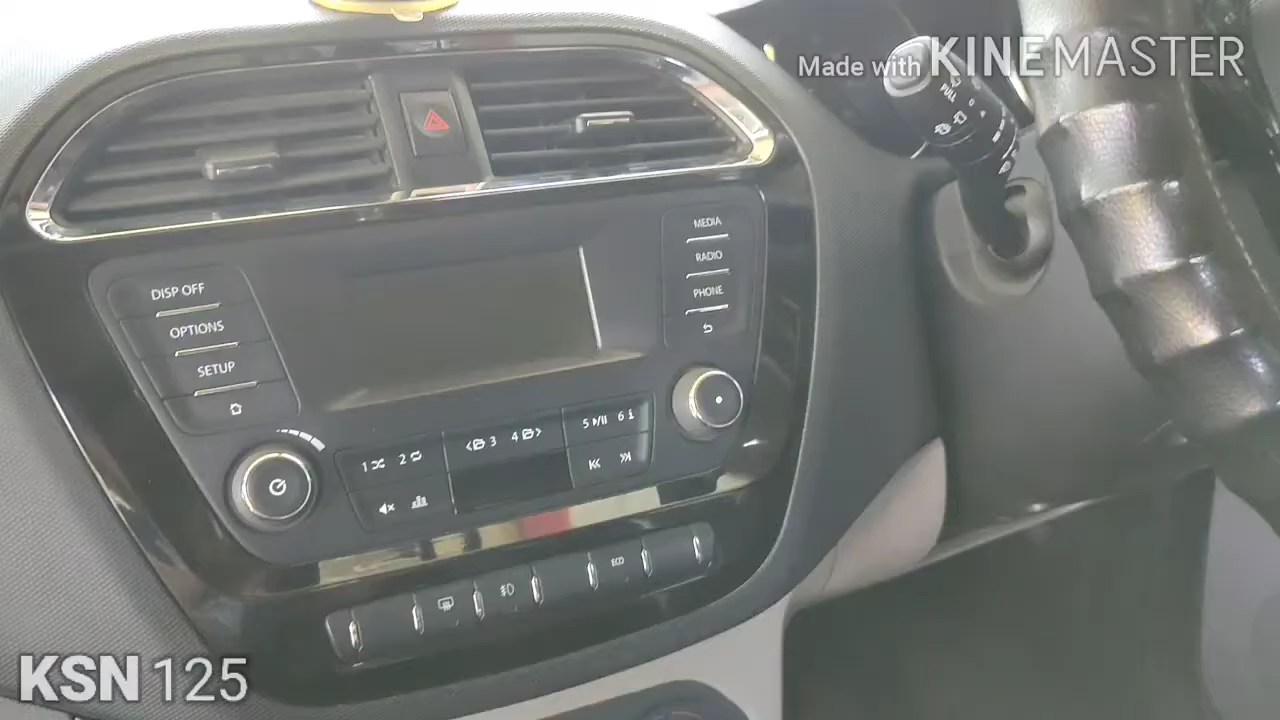 Made with KINEMASTER
PULL
O
MEDIA
RADIO
PHONE
DISP OFF
OPTIONS
SETUP
1 2
3 4
5 6 i
ECO
KSN 125